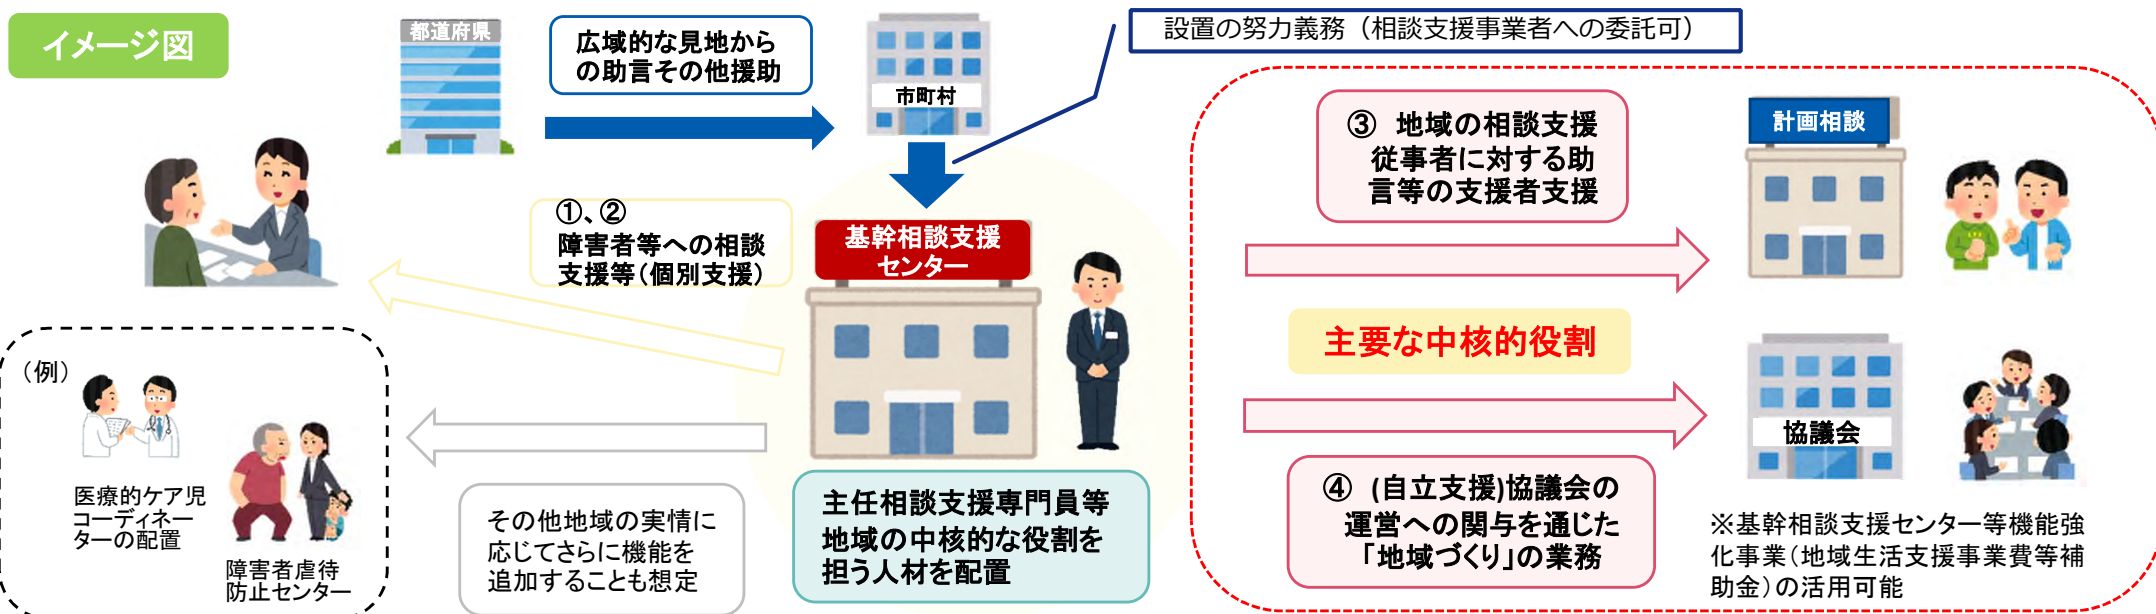 イメージ図
都道府県
広域的な見地から
の助言その他援助
市町村
設置の努力義務（相談支援事業者への委託可）
①、②
障害者等への相談
支援等（個別支援）
基幹相談支援
センター
③ 地域の相談支援
従事者に対する助
言等の支援者支援
計画相談
主要な中核的役割
協議会
④ (自立支援)協議会の
運営への関与を通じた
「地域づくり」の業務
※基幹相談支援センター等機能強
化事業（地域生活支援事業費等補
助金）の活用可能
主任相談支援専門員等
地域の中核的な役割を
担う人材を配置
その他地域の実情に
応じてさらに機能を
追加することも想定
（例）
医療的ケア児
コーディネー
ターの配置
障害者虐待
防止センター